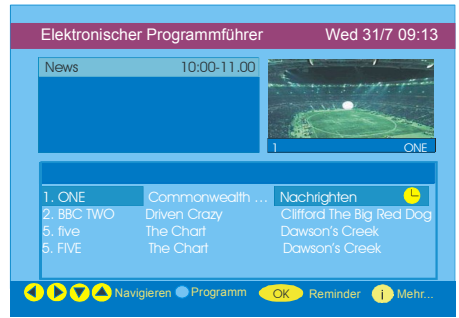 Elektronischer Programmführer Wed 31/7 09:13
News 10:00-11.00
1 ONE
1. ONE Commonwealth ... Nachrighten
2. BBC TWO Driven Crazy Clifford The Big Red Dog
5. five The Chart Dawson's Creek
5. FIVE The Chart Dawson's Creek
Navigieren Programm OK Reminder i Mehr...